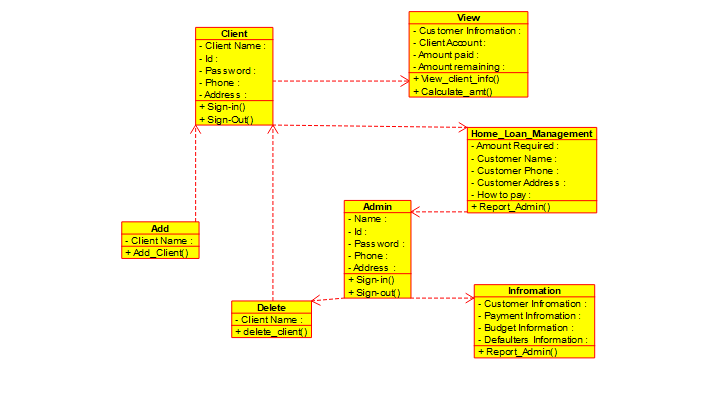 Client
- Client Name :
- Id :
- Password :
- Phone :
- Address :
+ Sign-in()
+ Sign-Out()
View
- Customer Infromation :
- Client Account :
- Amount paid :
- Amount remaining :
+ View_client_info()
+ Calculate_amt()
Home_Loan_Management
- Amount Required :
- Customer Name :
- Customer Phone :
- Customer Address :
- How to pay :
+ Report_Admin()
Admin
- Name :
- Id :
- Password :
- Phone :
- Address :
+ Sign-in()
+ Sign-out()
Add
- Client Name :
+ Add_Client()
Delete
- Client Name :
+ delete_client()
Infromation
- Customer Infromation :
- Payment Infromation :
- Budget Information :
- Defaulters Information :
+ Report_Admin()